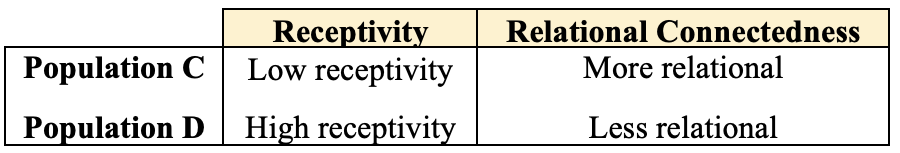 Receptivity Relational Connectedness
Population C Low receptivity More relational
Population D High receptivity Less relational